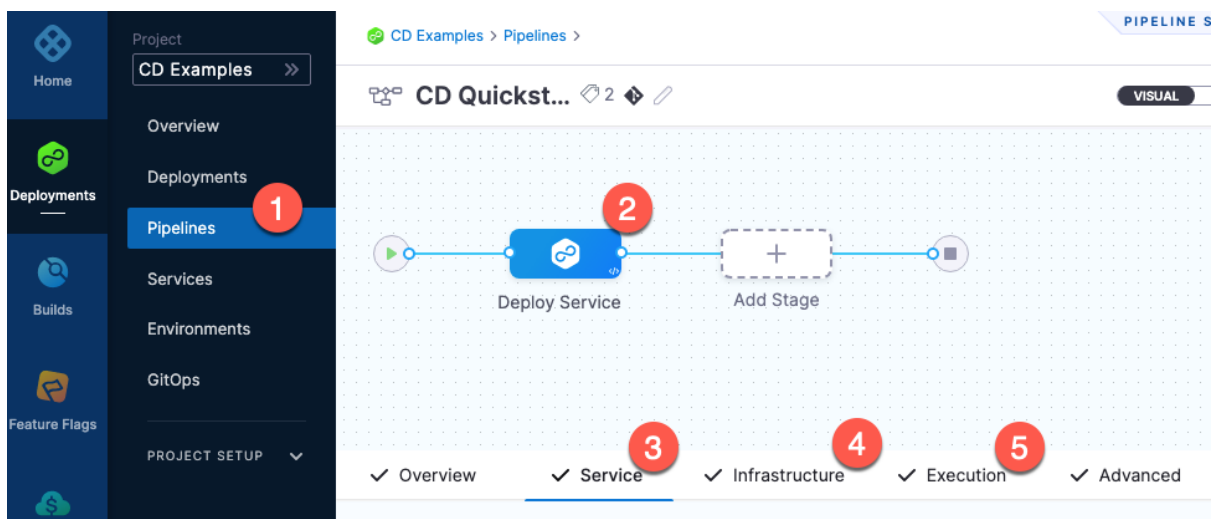 Home
Deployments
Builds
Feature Flags
Project
CD Examples »
Overview
Deployments
Pipelines
1
Services
Environments
GitOps
PROJECT SETUP
CD Examples > Pipelines >
PIPELINE S
CD Quickst... 2
VISUAL
2
Deploy Service
+
Add Stage
3
4
5
Overview
Service
Infrastructure
Execution
Advanced